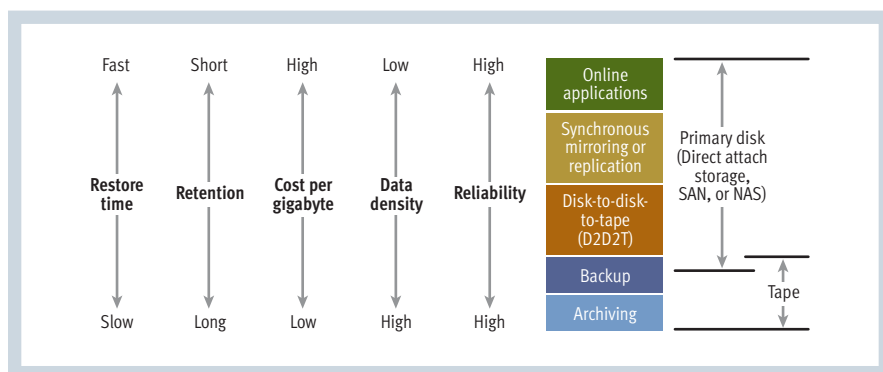 Fast
Short
High
Low
High
Restore
time
Retention
Cost per
gigabyte
Data
density
Reliability
Slow
Long
Low
High
High
Online
applications
Synchronous
mirroring or
replication
Disk-to-disk-
to-tape
(D2D2T)
Backup
Archiving
Primary disk
(Direct attach
storage,
SAN, or NAS)
Tape